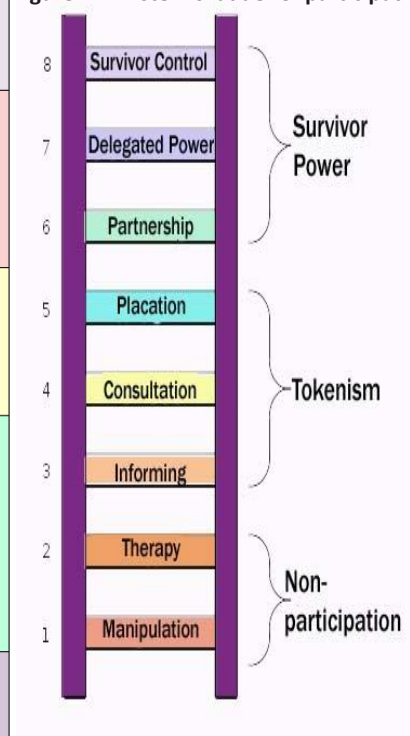 8 Survivor Control
7 Delegated Power
Survivor
Power
6 Partnership
5 Placation
4 Consultation
Tokenism
3 Informing
2 Therapy
Non-
participation
1 Manipulation